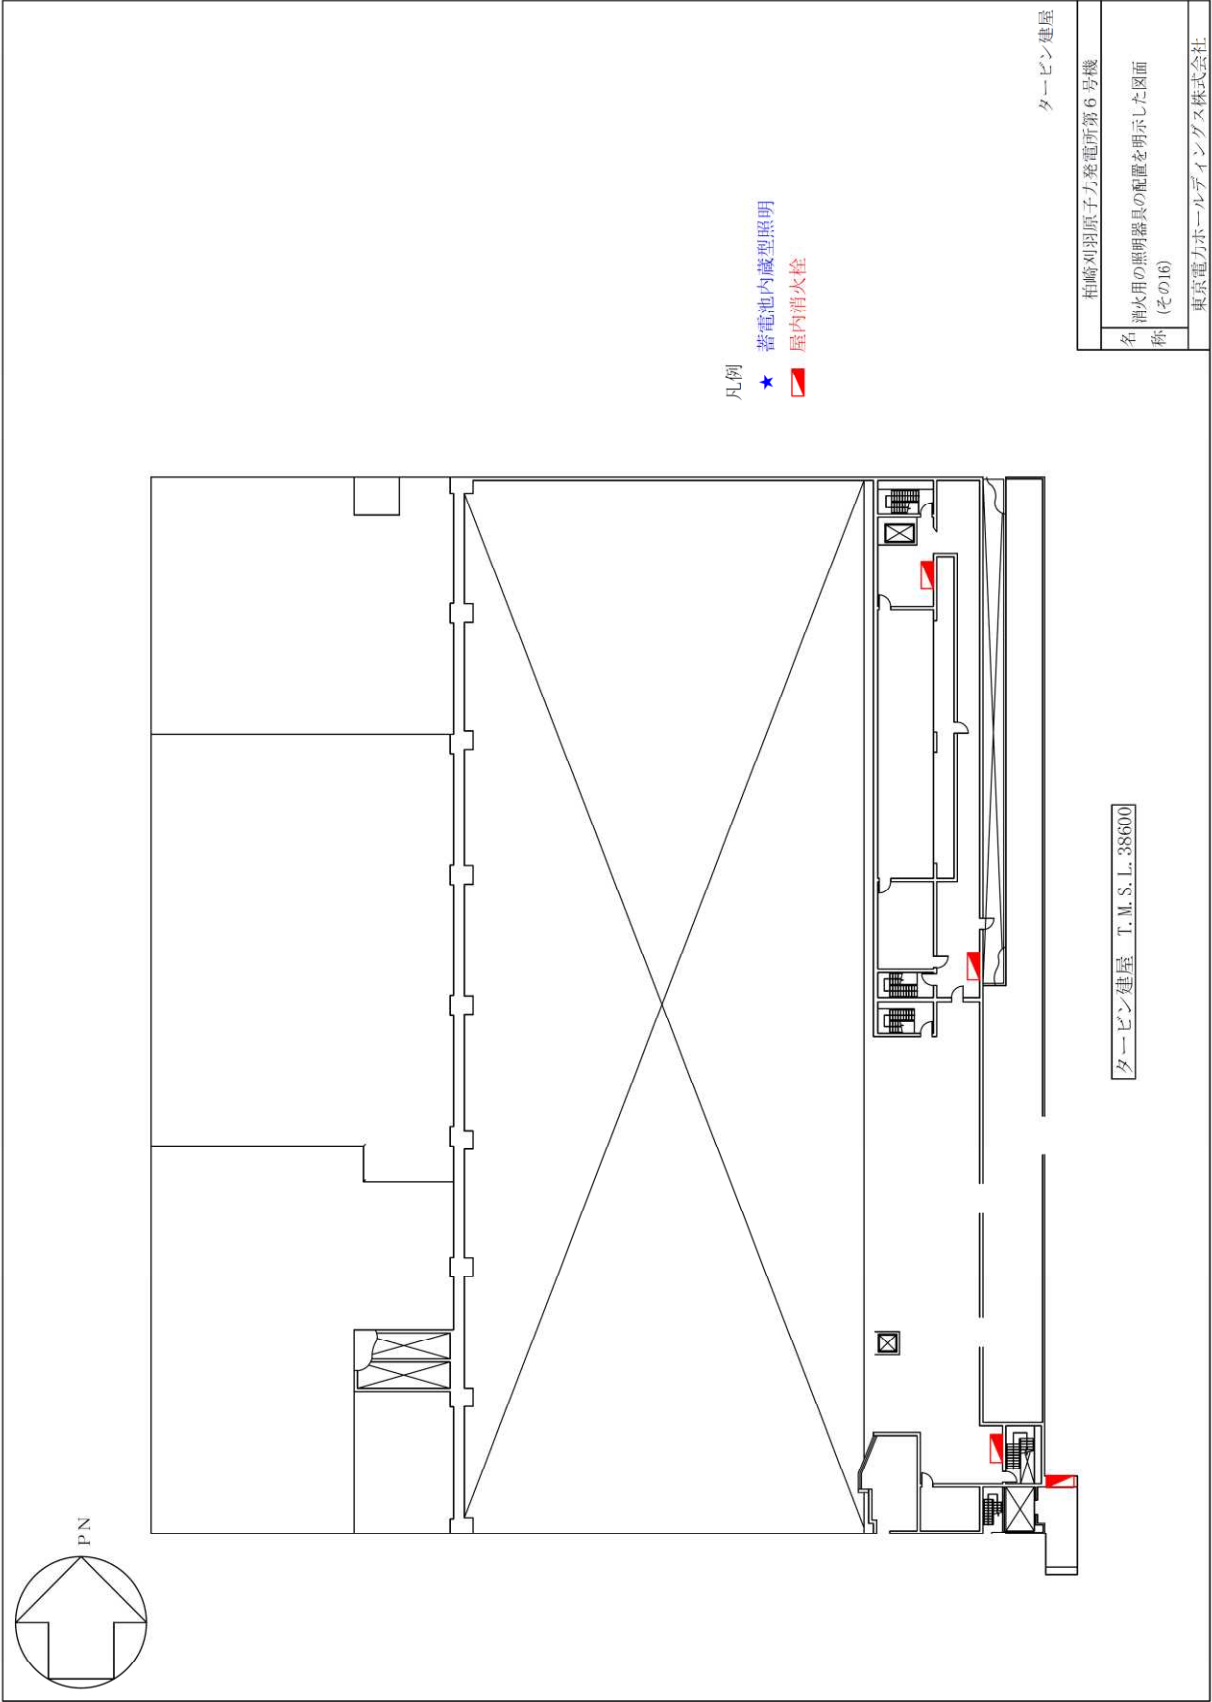 PN
凡例
★ 蓄電池内蔵型照明
屋内消火栓
タービン建屋 T.M.S.L.38600
タービン建屋
柏崎刈羽原子力発電所第6号機
名称
消火用の照明器具の配置を明示した図面
(その16)
東京電力ホールディングス株式会社